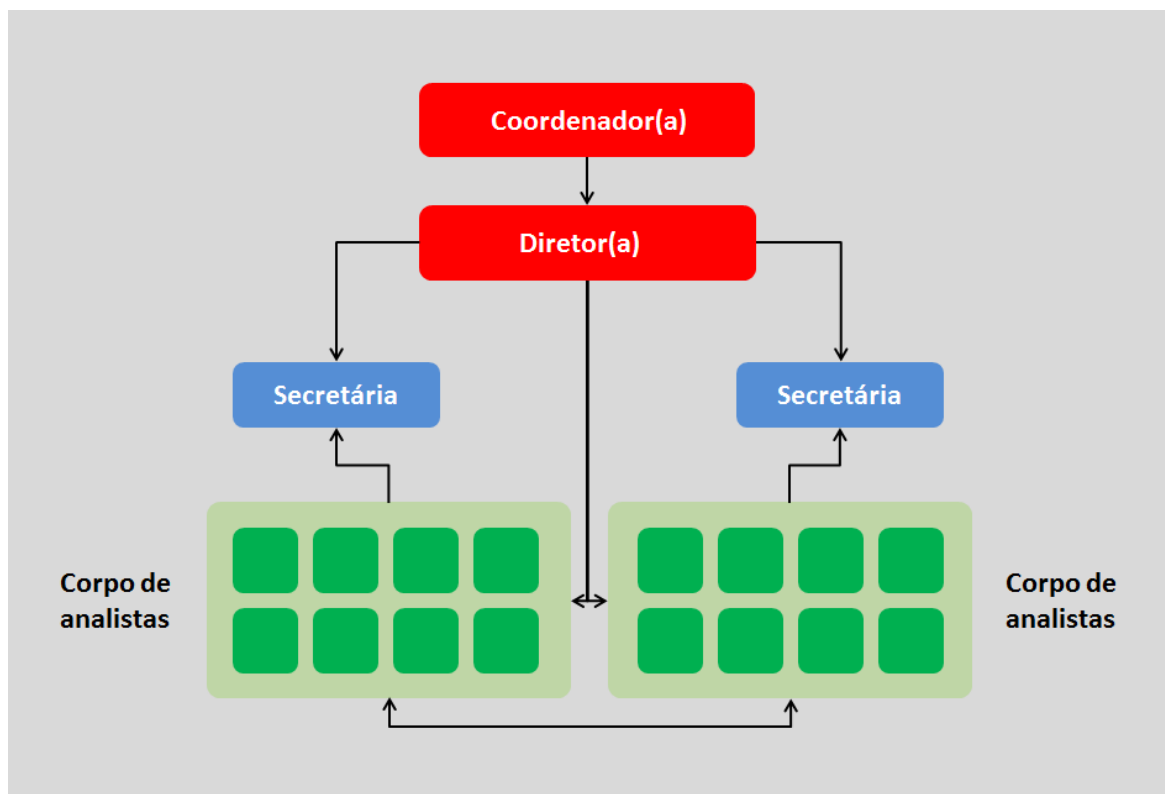 Coordenador(a)
Diretor(a)
Secretária
Secretária
Corpo de
analistas
Corpo de
analistas